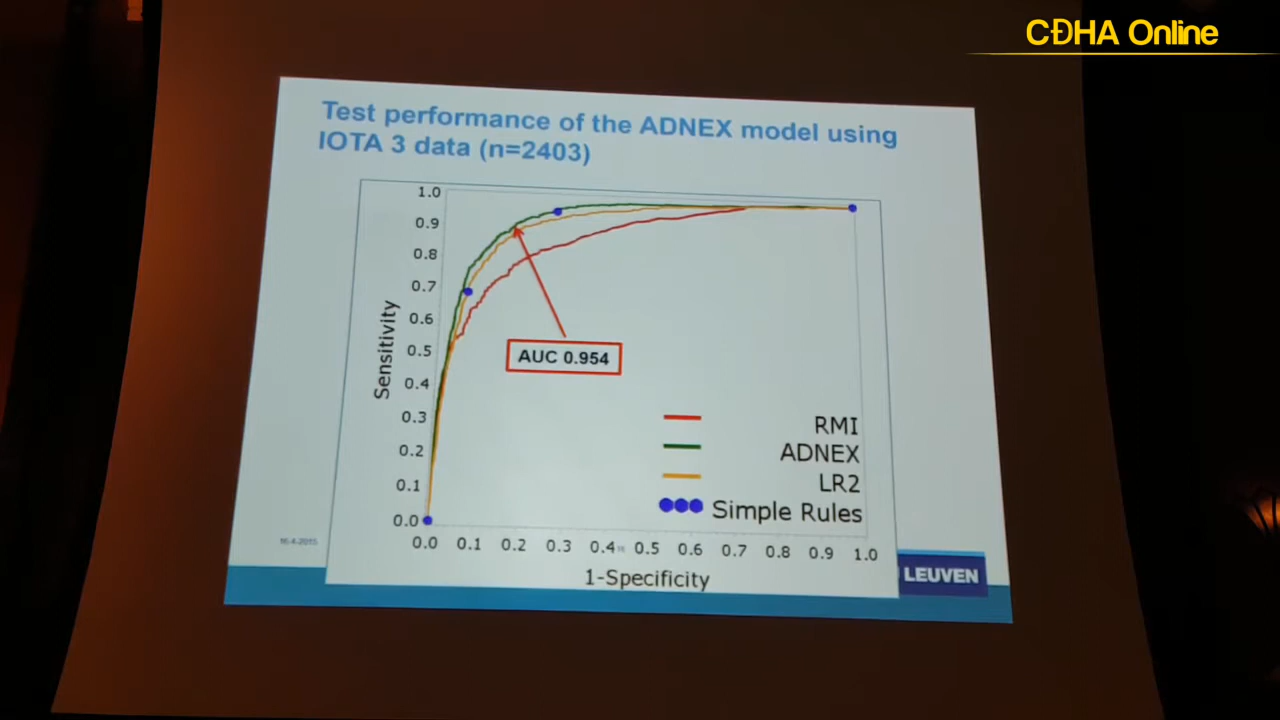 CĐHA Online
Test performance of the ADNEX model using
IOTA 3 data (n=2403)
1.0
0.9
0.8
0.7
0.6
0.5
0.4
0.3
0.2
0.1
0.0
Sensitivity
AUC 0.954
RMI
ADNEX
LR2
Simple Rules
0.0 0.1 0.2 0.3 0.4 0.5 0.6 0.7 0.8 0.9 1.0
1-Specificity
16-4-2015
LEUVEN